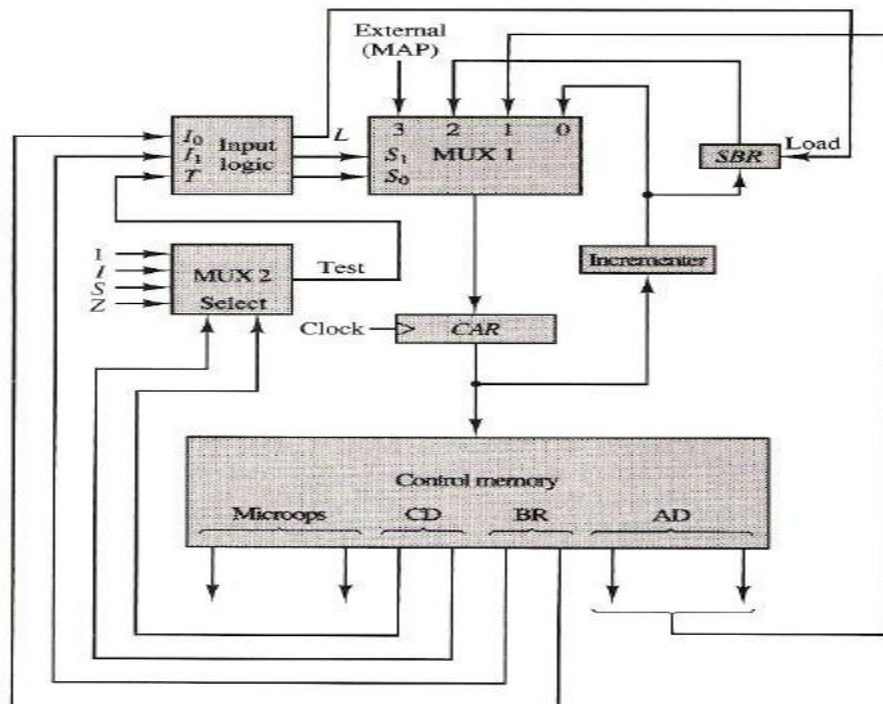 External
(MAP)
I0
I1
T
Input
logic
L
3 2 1 0
S1
S0
MUX 1
SBR
Load
Incrementer
1
I
S
Z
MUX 2
Select
Test
Clock
CAR
Control memory
Microops CD BR AD